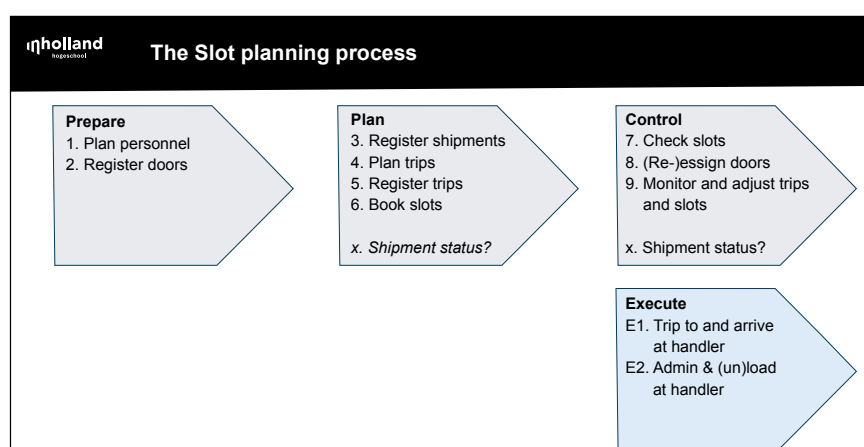 inholland
hogeschool
The Slot planning process
Prepare
1. Plan personnel
2. Register doors
Plan
3. Register shipments
4. Plan trips
5. Register trips
6. Book slots
x. Shipment status?
Control
7. Check slots
8. (Re-)essign doors
9. Monitor and adjust trips
and slots
x. Shipment status?
Execute
E1. Trip to and arrive
at handler
E2. Admin & (un)load
at handler